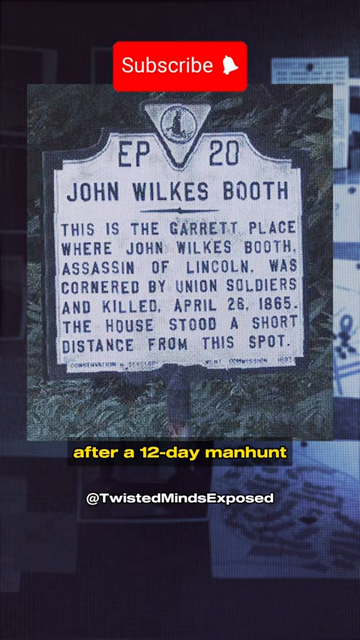 Subscribe
EP 20
JOHN WILKES BOOTH
THIS IS THE GARRETT PLACE
WHERE JOHN WILKES BOOTH,
ASSASSIN OF LINCOLN, WAS
CORNERED BY UNION SOLDIERS
AND KILLED, APRIL 26, 1865.
THE HOUSE STOOD A SHORT
DISTANCE FROM THIS SPOT.
CONSERVATION & COMMISSION
after a 12-day manhunt
@TwistedMindsExposed